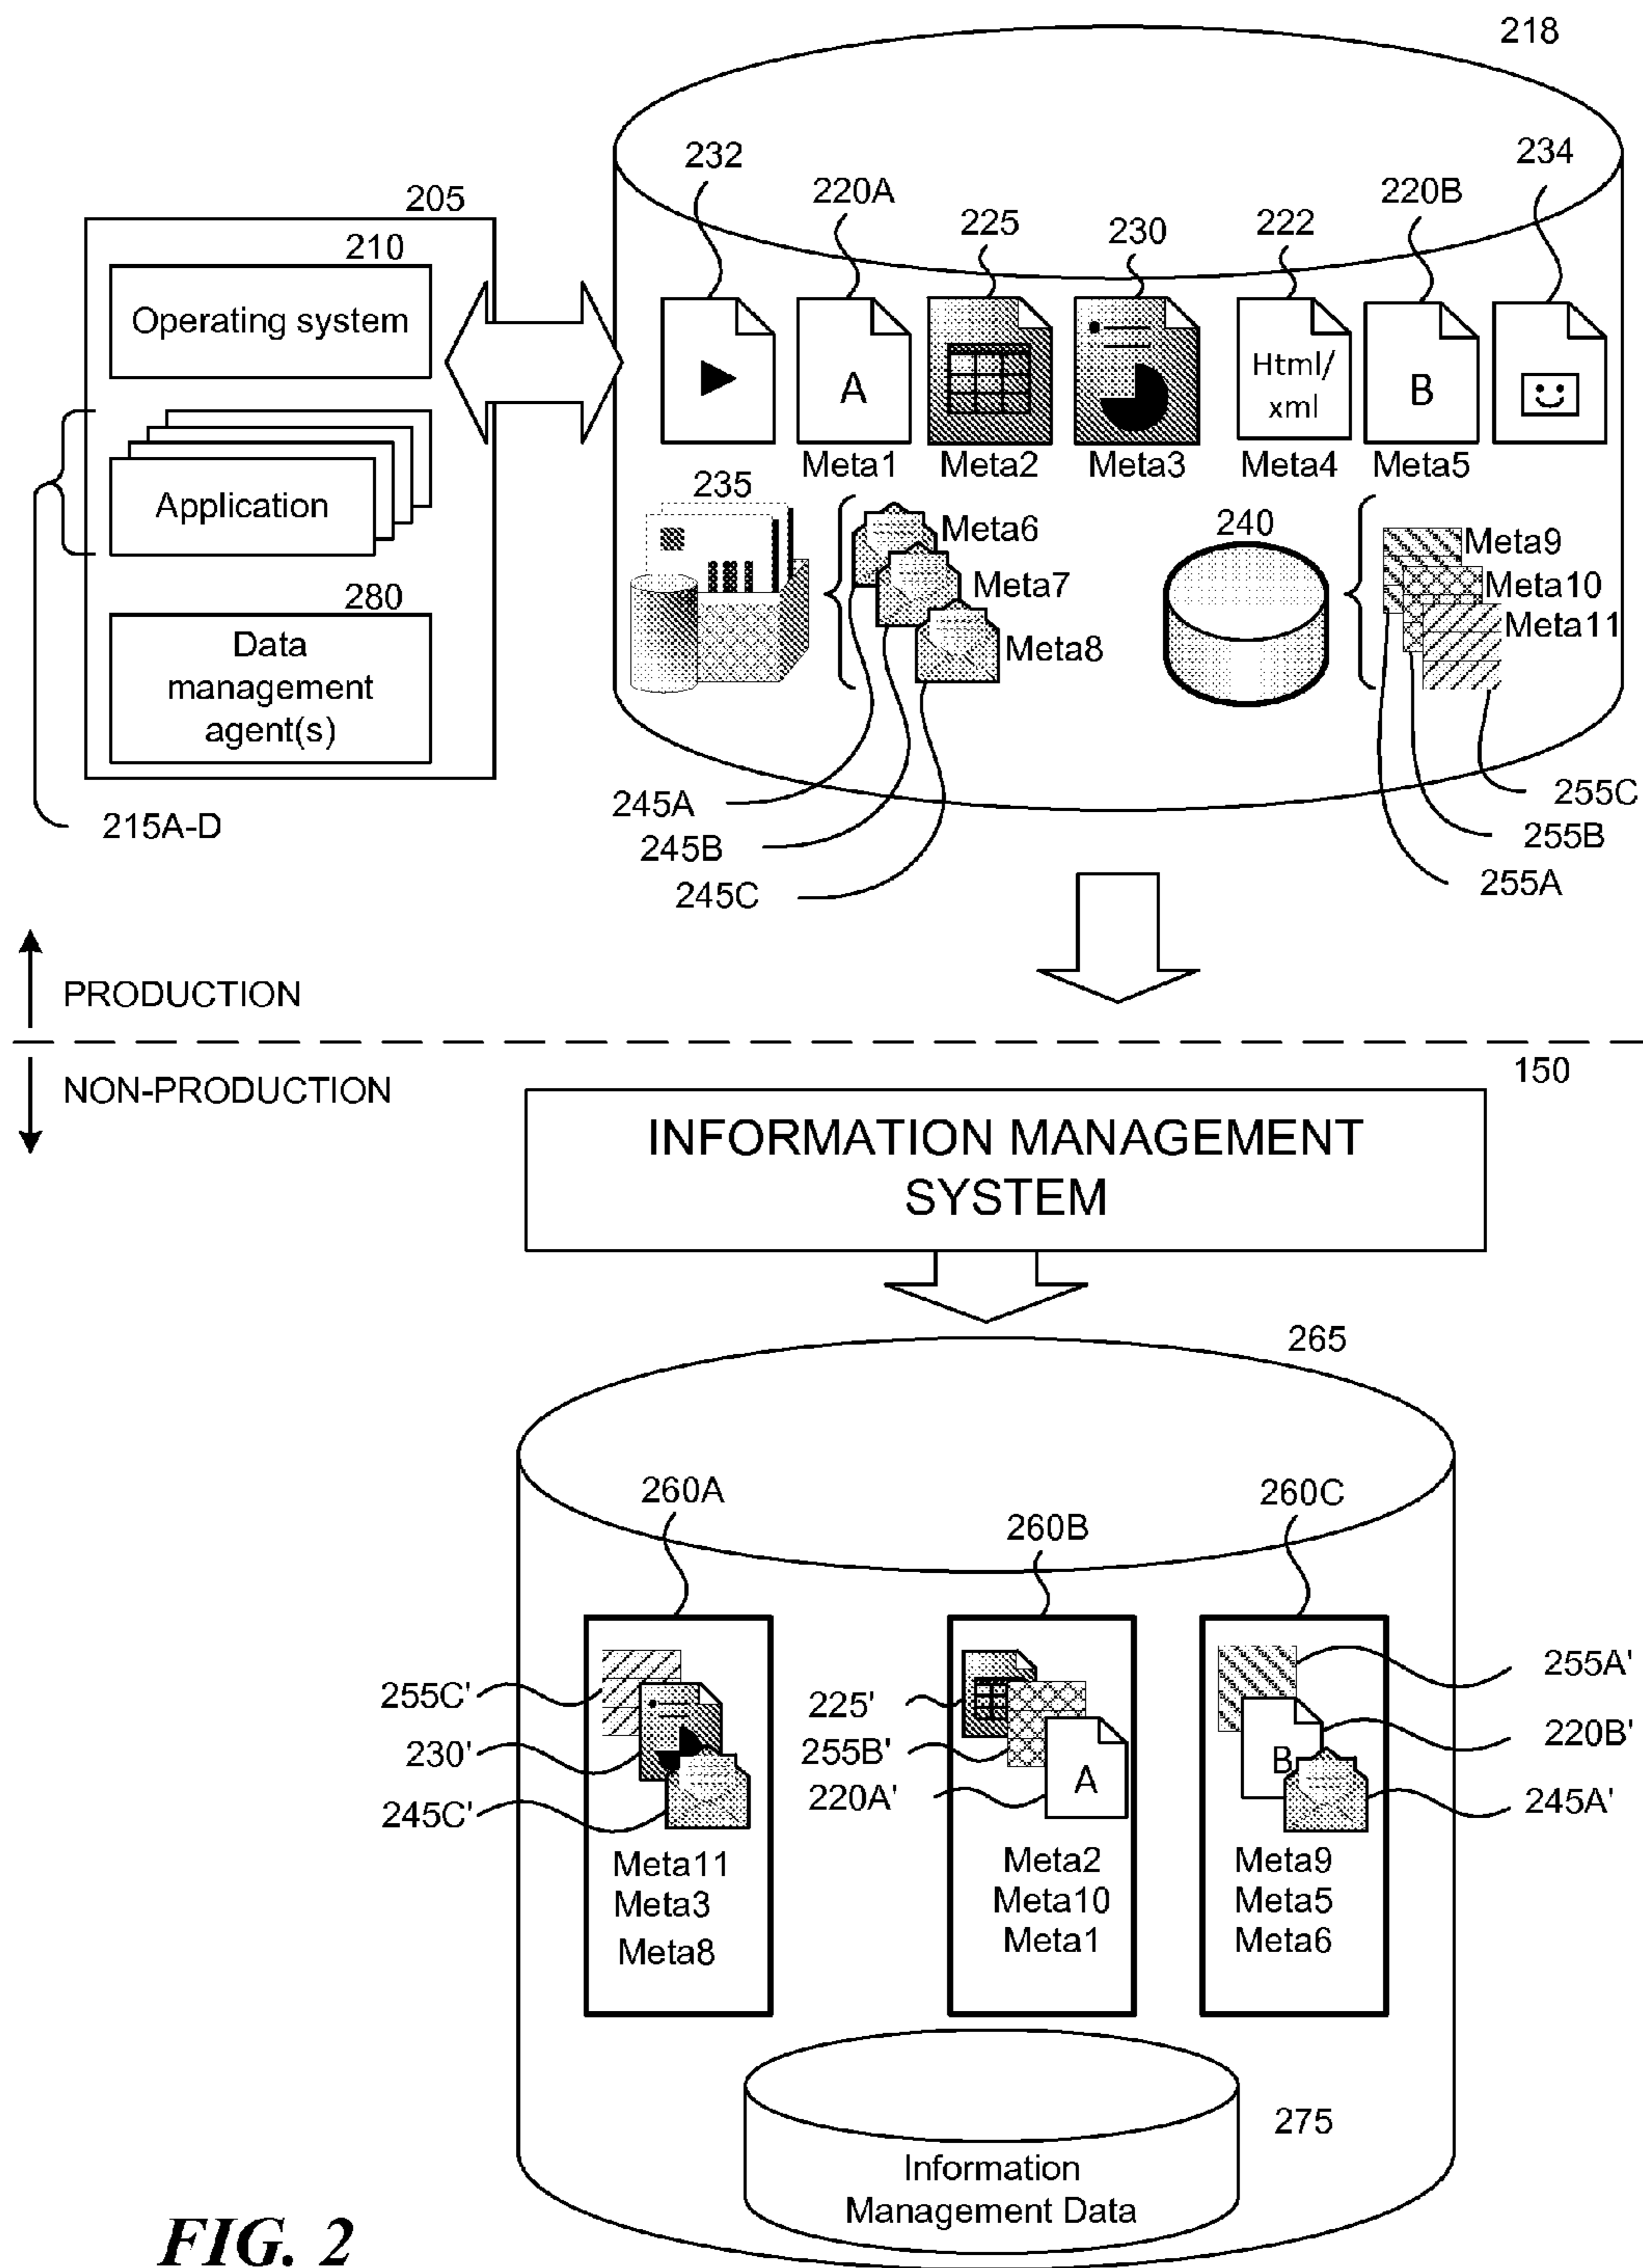 218
232
234
220A
220B
205
225
230
222
210
Operating system
Html/
xml
A
B
Meta1
Meta2
Meta3
Meta4
Meta5
235
240
Application
Meta6
Meta9
Meta7
Meta10
280
Meta11
Data
management
agent(s)
Meta8
245A
255C
215A-D
255B
245B
255A
245C
PRODUCTION
150
NON-PRODUCTION
INFORMATION MANAGEMENT
SYSTEM
265
260A
260C
260B
255C'
225'
255A'
230'
255B'
B
220B'
220A'
A
245C'
245A'
Meta11
Meta2
Meta9
Meta3
Meta10
Meta5
Meta8
Meta1
Meta6
275
Information
Management Data
FIG. 2